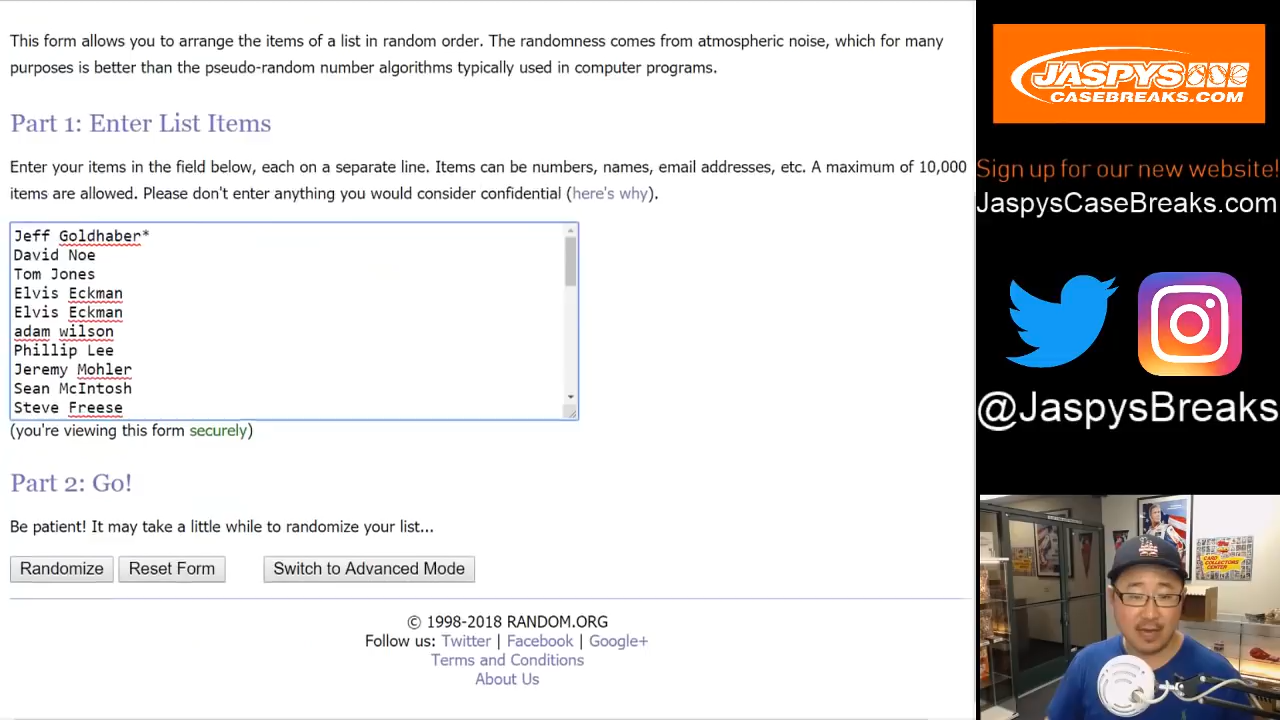 This form allows you to arrange the items of a list in random order. The randomness comes from atmospheric noise, which for many
purposes is better than the pseudo-random number algorithms typically used in computer programs.
Part 1: Enter List Items
Enter your items in the field below, each on a separate line. Items can be numbers, names, email addresses, etc. A maximum of 10,000
items are allowed. Please don't enter anything you would consider confidential (here's why).
Jeff Goldhaber*
David Noe
Tom Jones
Elvis Eckman
Elvis Eckman
adam wilson
Phillip Lee
Jeremy Mohler
Sean McIntosh
Steve Freese
(you're viewing this form securely)
Part 2: Go!
Be patient! It may take a little while to randomize your list...
Randomize
Reset Form
Switch to Advanced Mode
© 1998-2018 RANDOM.ORG
Follow us: Twitter | Facebook | Google+
Terms and Conditions
About Us
JASPYS
CASEBREAKS.COM
Sign up for our new website!
JaspysCaseBreaks.com
@JaspysBreaks